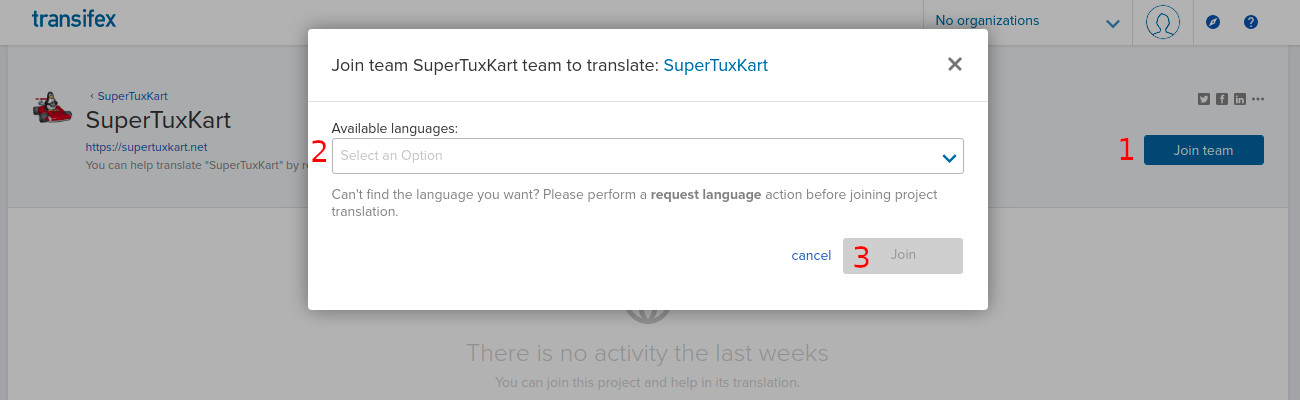 transifex
No organizations
Join team SuperTuxKart team to translate: SuperTuxKart
‹ SuperTuxKart
SuperTuxKart
https://supertuxkart.net
You can help translate "SuperTuxKart" by
1
Join team
Available languages:
2
Select an Option
Can't find the language you want? Please perform a request language action before joining project
translation.
cancel
3
Join
There is no activity the last weeks
You can join this project and help in its translation.